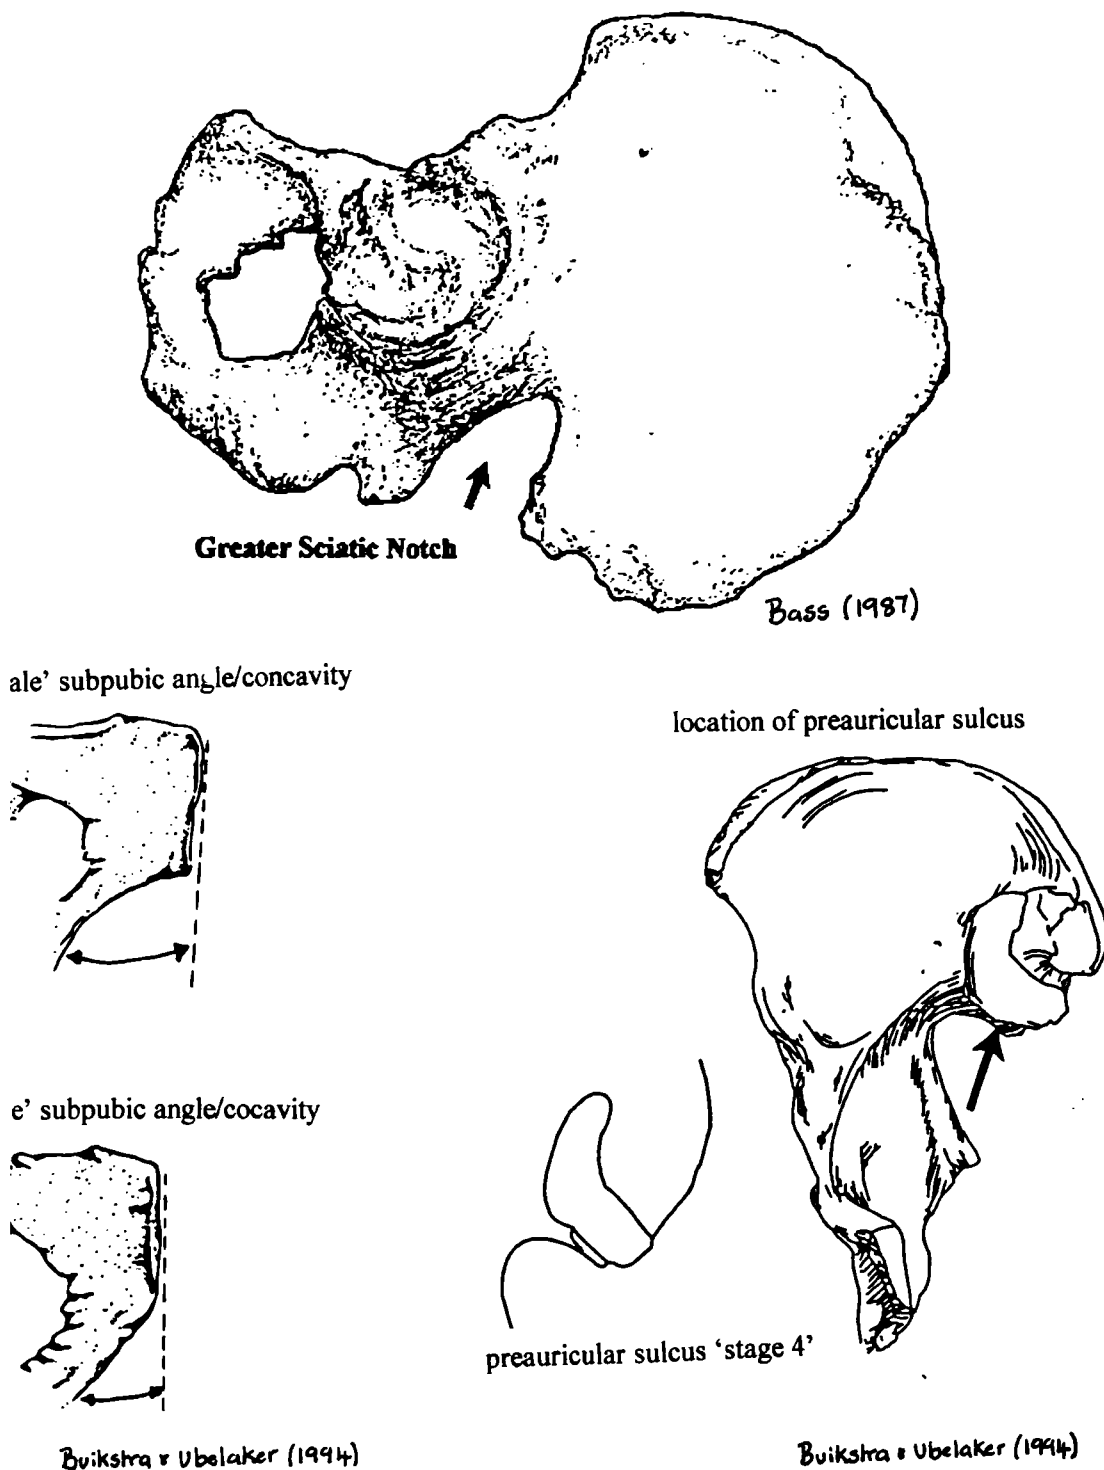 Greater Sciatic Notch
Bass (1987)
ale’ subpubic angle/concavity
location of preauricular sulcus
e’ subpubic angle/cocavity
preauricular sulcus ‘stage 4’
Buikstra & Ubelaker (1994)
Buikstra & Ubelaker (1994)